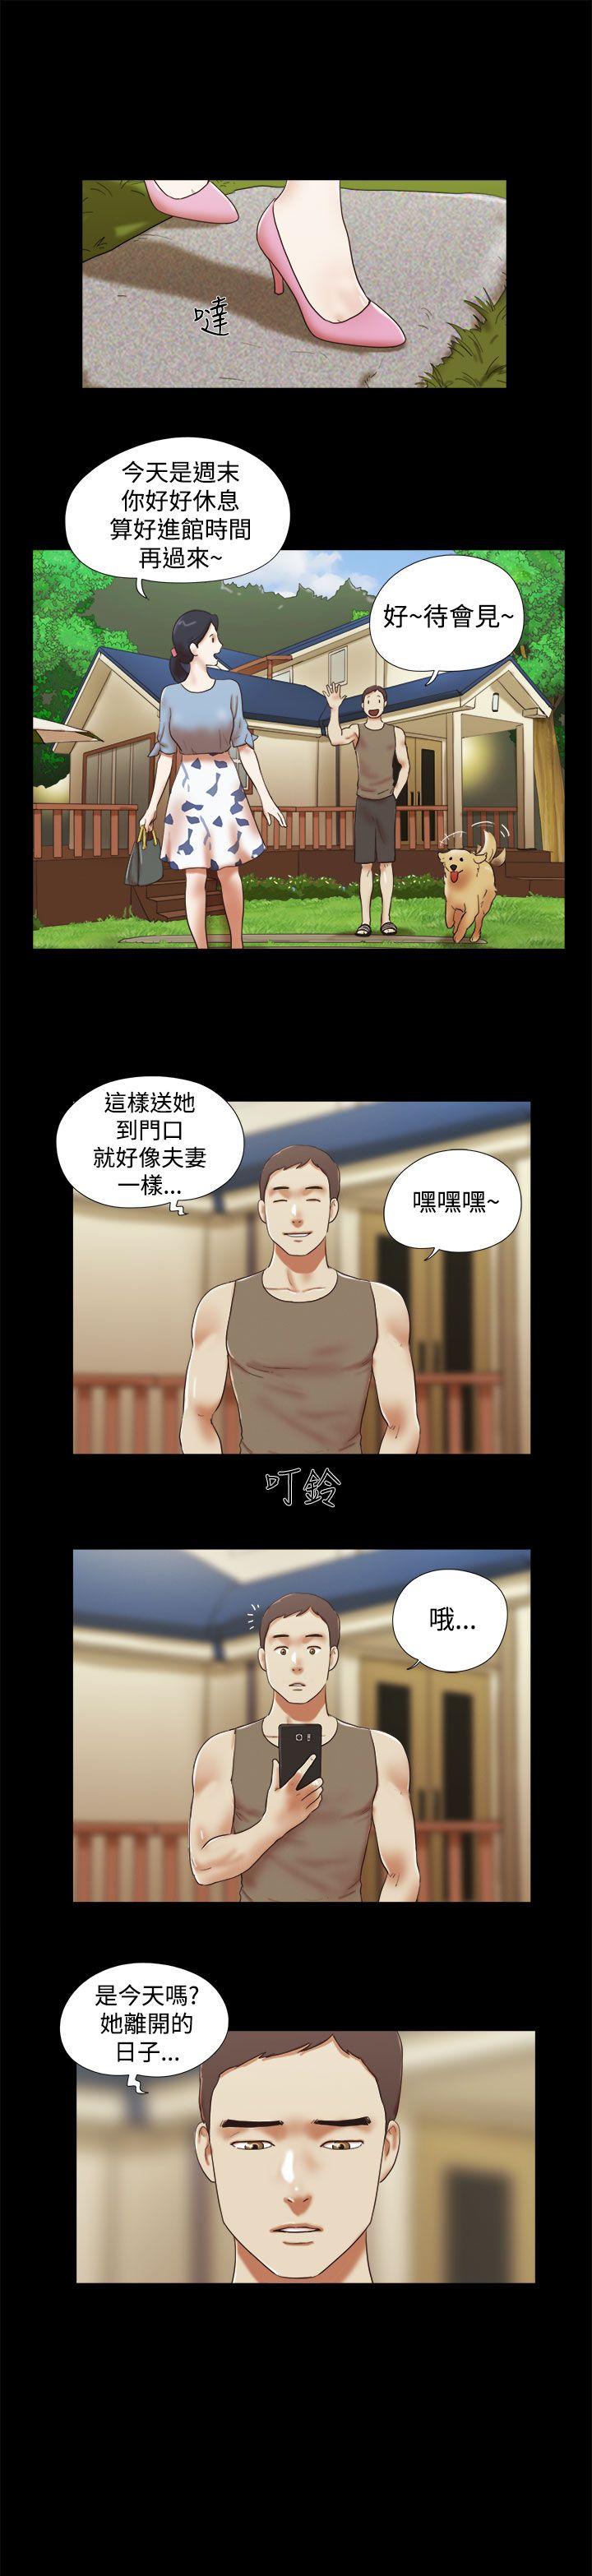 噠
今天是週末
你好好休息
算好進館時間
再過來~
好~待會見~
這樣送她
到門口
就好像夫妻
一樣...
嘿嘿嘿~
叮鈴
哦...
是今天嗎?
她離開的
日子...